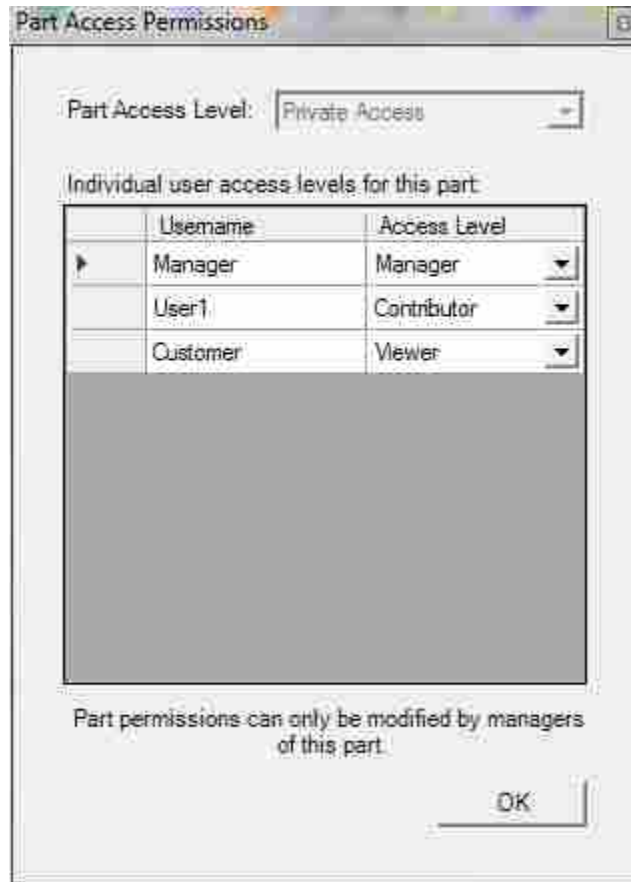 Part Access Permissions
Part Access Level: Private Access
Individual user access levels for this part:
Username Access Level
Manager Manager
User1 Contributor
Customer Viewer
Part permissions can only be modified by managers
of this part.
OK